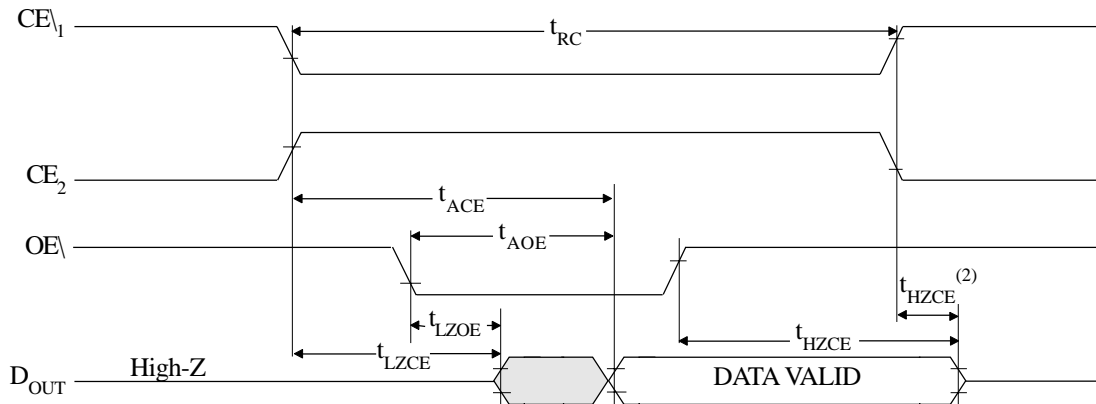 CE\1
tRC
CE2
tACE
OE\
tAOE
tHZCE(2)
tLZOE
tHZCE
tLZCE
DOUT
High-Z
DATA VALID